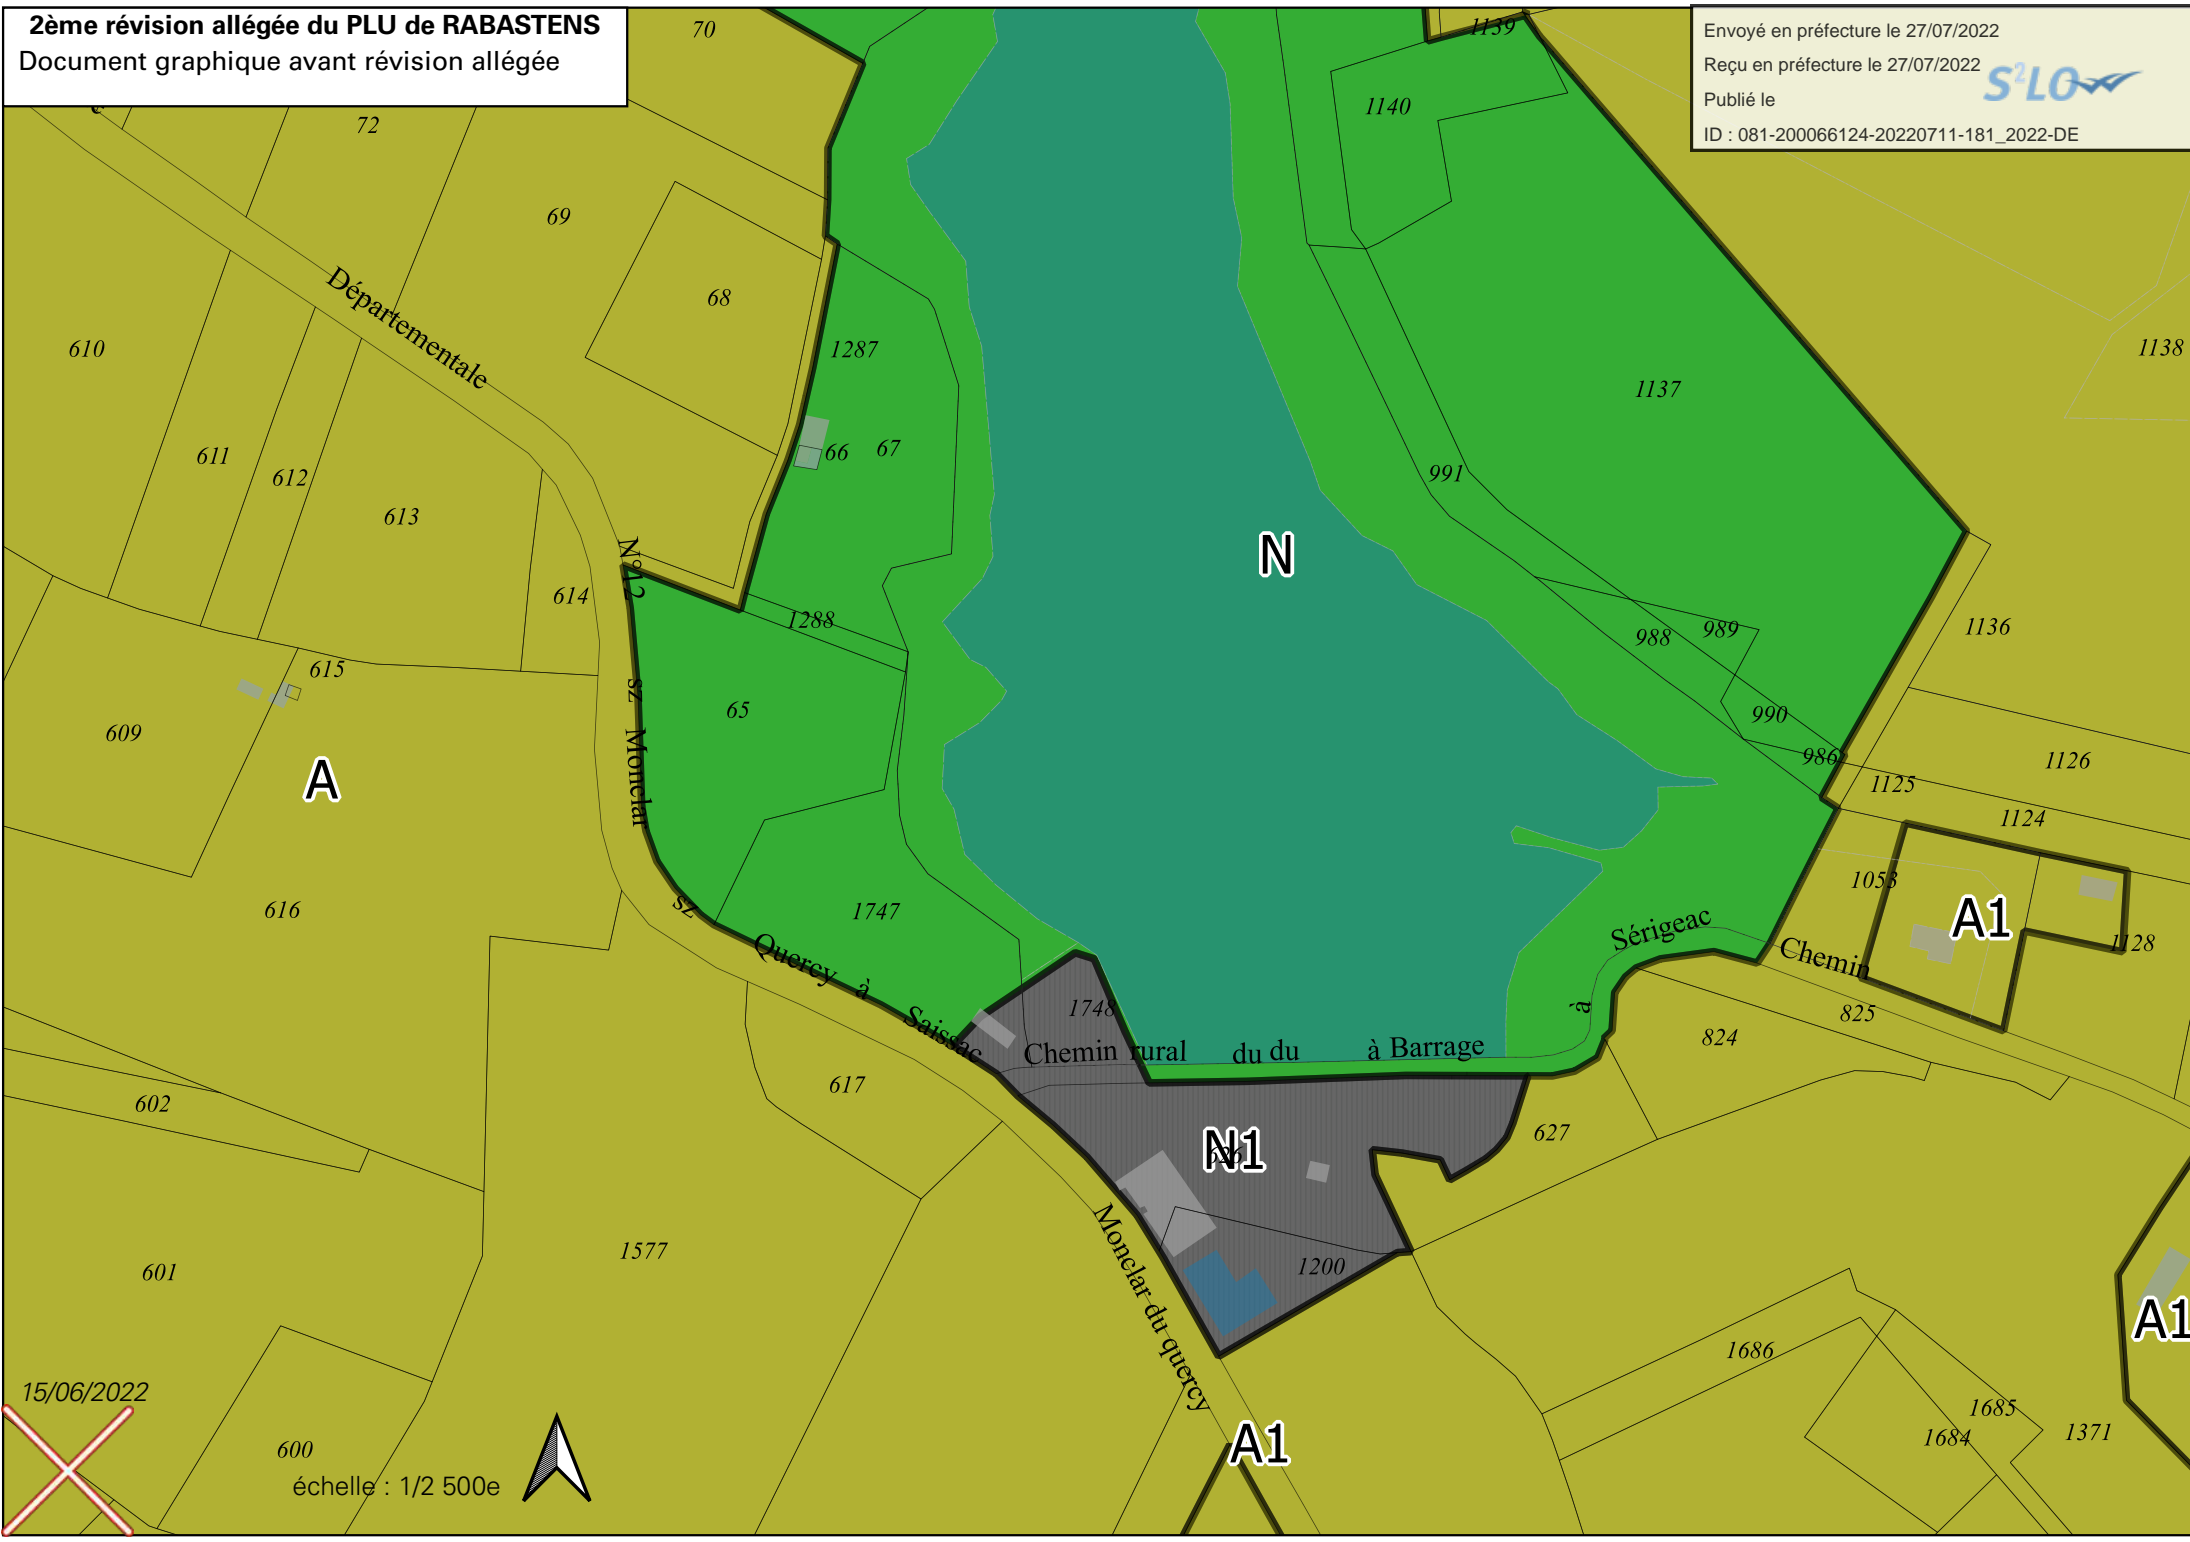 2ème révision allégée du PLU de RABASTENS
Document graphique avant révision allégée
Envoyé en préfecture le 27/07/2022
Reçu en préfecture le 27/07/2022
S²LO
Publié le
ID : 081-200066124-20220711-181_2022-DE
70
1139
72
1140
69
68
610
1287
1138
1137
Départementale
611
66
67
612
991
613
N
N°12
614
1288
1136
988
989
615
sz
65
990
609
986
1126
A
Monclar
1125
1124
1053
616
sz
1747
A1
Sérigeac
1128
Quercy
à
Chemin
Saissac
1748
à
825
824
Chemin rural du du à Barrage
617
602
627
N1
626
1577
Monclar du quercy
1200
601
A1
1686
15/06/2022
1685
1684
1371
600
A1
échelle : 1/2 500e